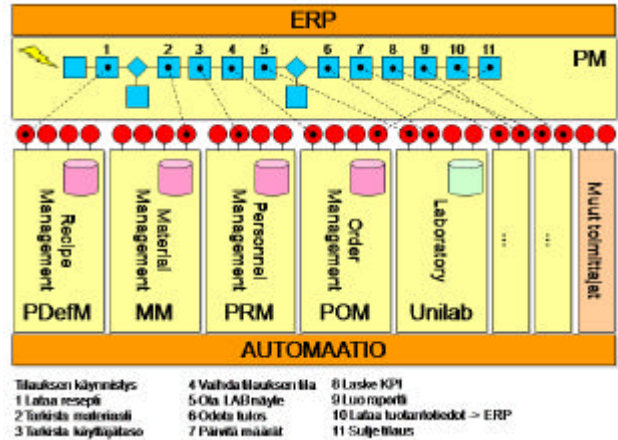 ERP
1 2 3 4 5 6 7 8 9 10 11
PM
Recipe
Management
Material
Management
Personnel
Management
Order
Management
Laboratory
...
...
Muut toimittajat
PDefM
MM
PRM
POM
Unilab
AUTOMAATIO
Tilauksen käynnistys
1 Lataa resepti
2 Tarkista materiaali
3 Tarkista käyttäjätaso
4 Vaihda tilauksen tila
5 Ota LAB näyte
6 Odota tulos
7 Päivitä määrät
8 Laske KPI
9 Luo raportti
10 Lataa tuotantotiedot -> ERP
11 Sulje tilaus